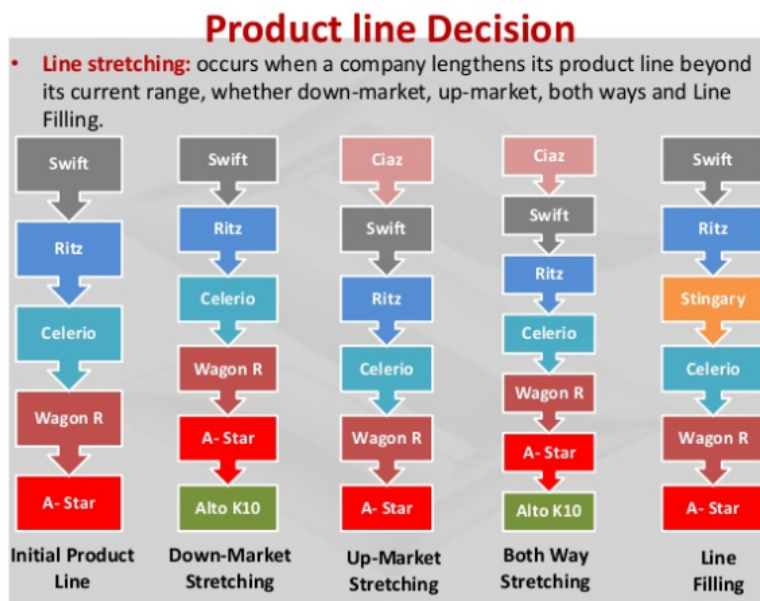 Product line Decision
• Line stretching: occurs when a company lengthens its product line beyond
its current range, whether down-market, up-market, both ways and Line
Filling.
Swift
Ritz
Celerio
Wagon R
A- Star
Initial Product
Line
Swift
Ritz
Celerio
Wagon R
A- Star
Alto K10
Down-Market
Stretching
Ciaz
Swift
Ritz
Celerio
Wagon R
A- Star
Up-Market
Stretching
Ciaz
Swift
Ritz
Celerio
Wagon R
A- Star
Alto K10
Both Way
Stretching
Swift
Ritz
Stingary
Celerio
Wagon R
A- Star
Line
Filling